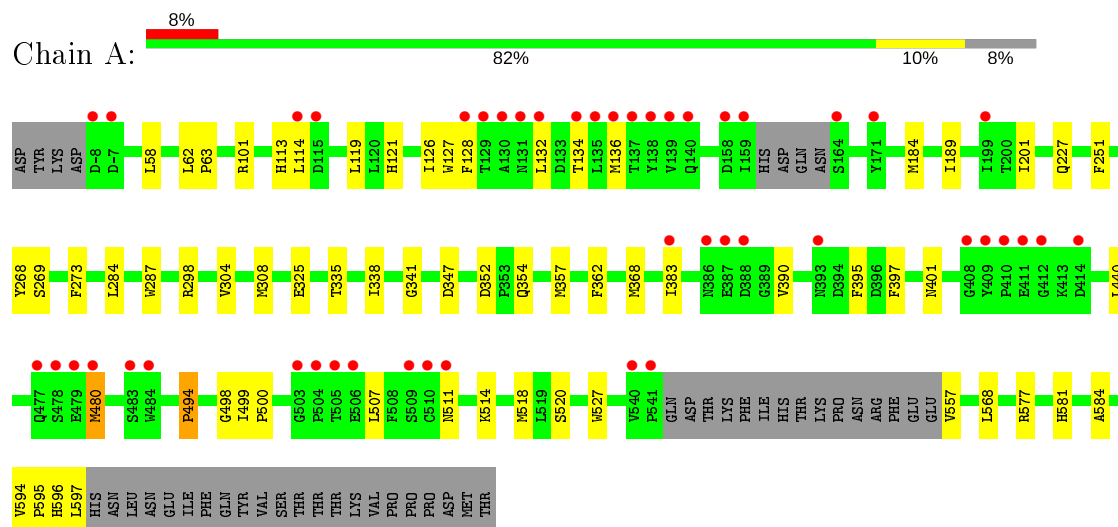 8%
Chain A:
82% 10% 8%
ASP TYR LYS ASP D-8 D-7 L58 L62 P63 R101 H113 L114 D115 L119 L120 H121 I126 W127 F128 T129 A130 N131 L132 D133 T134 L135 M136 T137 Y138 V139 Q140 D158 I159 HIS ASP GLN ASN S164 Y171 M184 I189 I199 T200 I201 Q227 F251
Y268 S269 F273 L284 W287 R298 V304 M308 E325 T335 I338 G341 D347 D352 P353 Q354 M357 F362 M368 I383 N386 E387 D388 G389 V390 N393 D394 F395 D396 F397 N401 G408 Y409 P410 E411 G412 K413 D414 L440
Q477 S478 E479 M480 S483 W484 P494 G498 I499 P500 G503 P504 T505 E506 L507 F508 S509 C510 N511 K514 M518 L519 S520 W527 V540 P541 GLN ASP THR LYS PHE ILE HIS THR LYS PRO ASN ARG PHE GLU GLU V557 L568 R577 H581 A584
V594 P595 H596 L597 HIS ASN LEU ASN GLU ILE PHE GLN TYR VAL SER THR THR THR LYS VAL PRO PRO PRO ASP MET THR